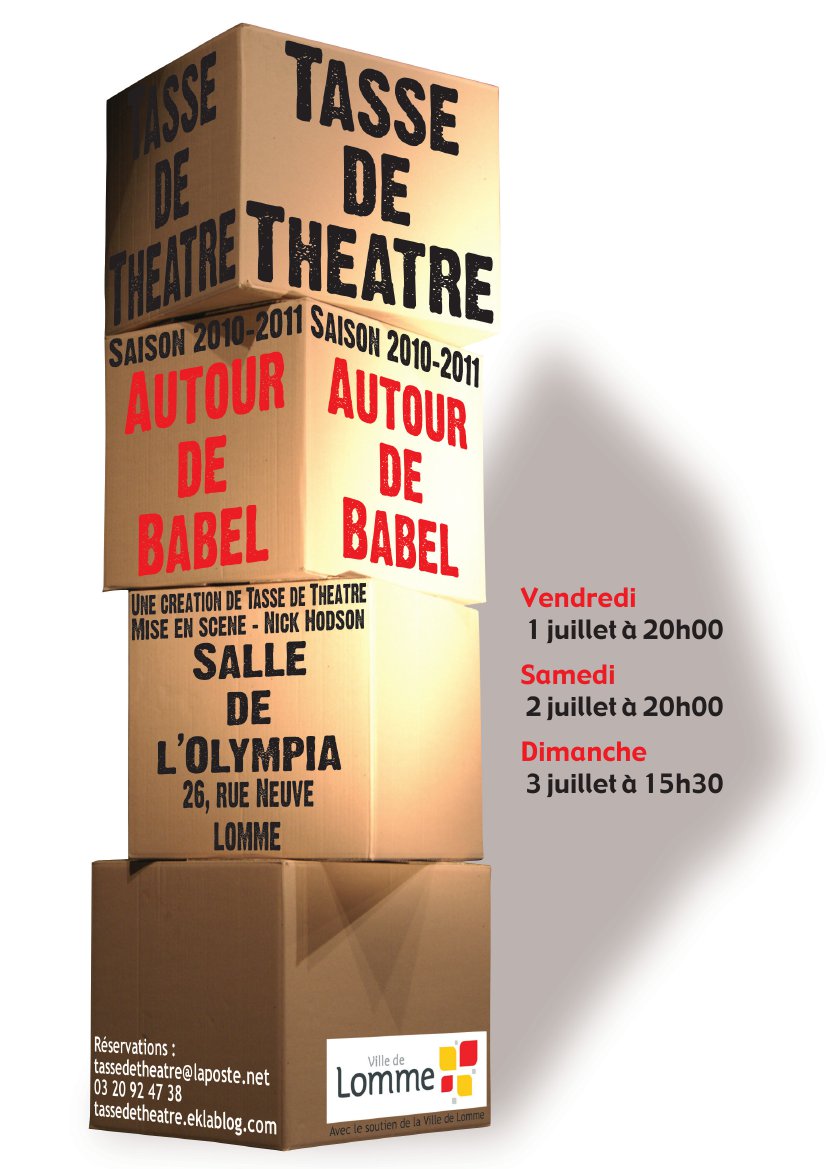 TASSE
DE
THEATRE
TASSE
DE
THEATRE
SAISON 2010-2011
AUTOUR
DE
BABEL
SAISON 2010-2011
AUTOUR
DE
BABEL
UNE CREATION DE TASSE DE THEATRE
MISE EN SCENE - NICK HODSON
SALLE
DE
L'OLYMPIA
26, RUE NEUVE
LOMME
Vendredi
1 juillet à 20h00
Samedi
2 juillet à 20h00
Dimanche
3 juillet à 15h30
Réservations :
tassedetheatre@laposte.net
03 20 92 47 38
tassedetheatre.eklablog.com
Ville de
Lomme
Avec le soutien de la Ville de Lomme